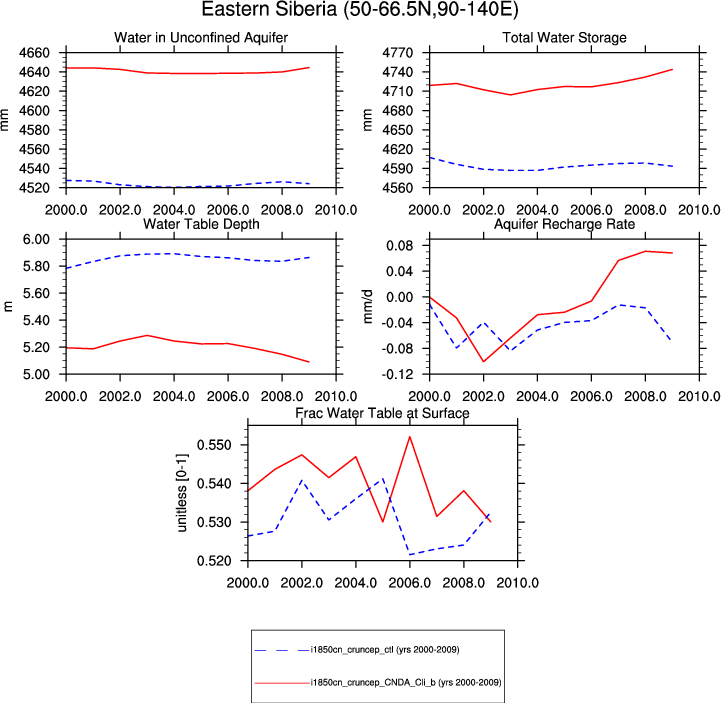 Eastern Siberia (50-66.5N,90-140E)
Water in Unconfined Aquifer
4660
4640
4620
4600
4580
4560
4540
4520
mm
2000.0 2002.0 2004.0 2006.0 2008.0 2010.0
Total Water Storage
4770
4740
4710
4680
4650
4620
4590
4560
mm
2000.0 2002.0 2004.0 2006.0 2008.0 2010.0
Water Table Depth
6.00
5.80
5.60
5.40
5.20
5.00
m
2000.0 2002.0 2004.0 2006.0 2008.0 2010.0
Aquifer Recharge Rate
0.08
0.04
0.00
-0.04
-0.08
-0.12
mm/d
2000.0 2002.0 2004.0 2006.0 2008.0 2010.0
Frac Water Table at Surface
0.550
0.540
0.530
0.520
unitless [0-1]
2000.0 2002.0 2004.0 2006.0 2008.0 2010.0
i1850cn_cruncep_ctl (yrs 2000-2009)
i1850cn_cruncep_CNDA_Cli_b (yrs 2000-2009)